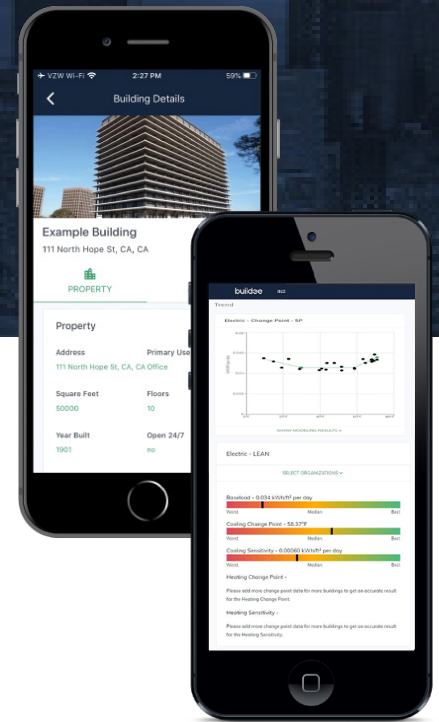 VZW Wi-Fi 2:27 PM 59%
Building Details
Example Building
111 North Hope St, CA, CA
PROPERTY
Property
Address Primary Use
111 North Hope St, CA, CA Office
Square Feet Floors
50000 10
Year Built Open 24/7
1901 no
buildee
Trend
Electric - Change Point - 5P
SHOW MODELING RESULTS
Electric - LEAN
SELECT ORGANIZATIONS
Baseload - 0.034 kWh/ft² per day
Worst Median Best
Cooling Change Point - 58.37°F
Worst Median Best
Cooling Sensitivity - 0.00060 kWh/ft² per day
Worst Median Best
Heating Change Point -
Please add more change point data for more buildings to get an accurate result
for the Heating Change Point.
Heating Sensitivity -
Please add more change point data for more buildings to get an accurate result
for the Heating Sensitivity.